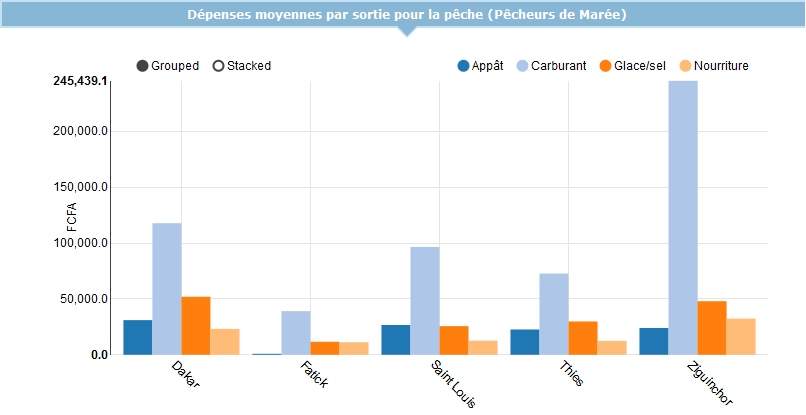 Dépenses moyennes par sortie pour la pêche (Pêcheurs de Marée)
Grouped Stacked Appât Carburant Glace/sel Nourriture
245,439.1
200,000.0
150,000.0
FCFA
100,000.0
50,000.0
0.0
Dakar Fatick Saint Louis Thies Ziguinchor